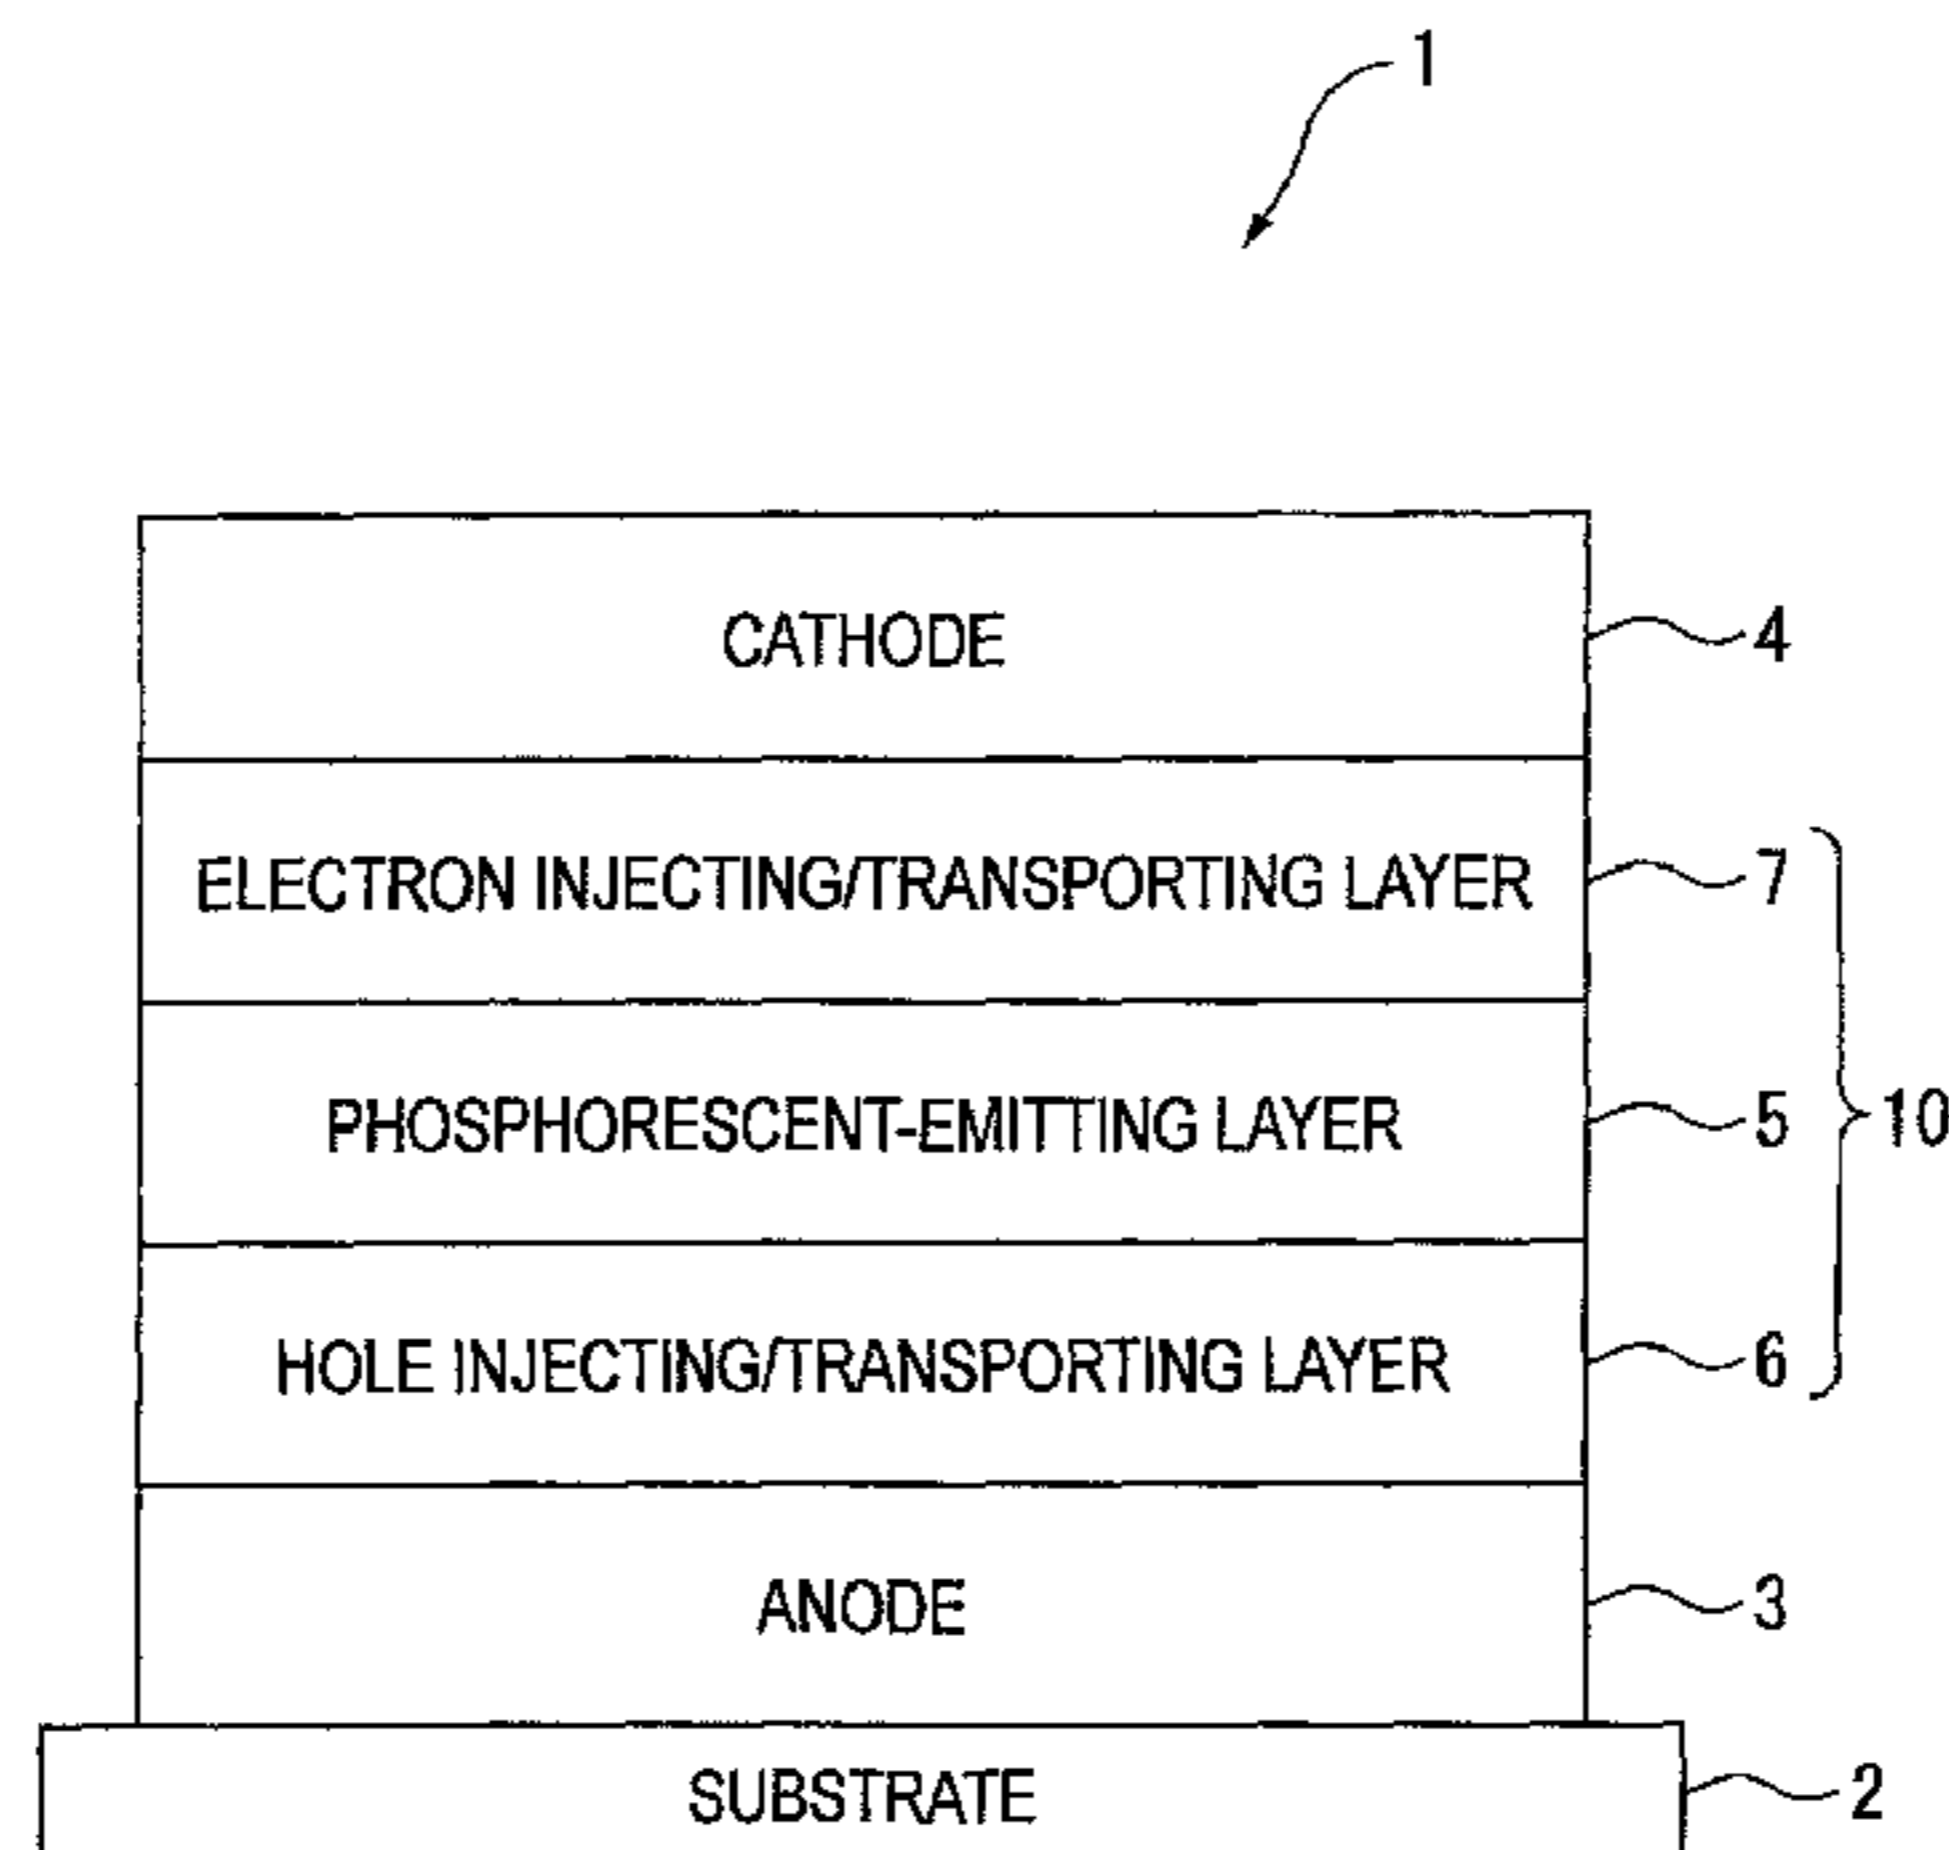 1
CATHODE 4
ELECTRON INJECTING/TRANSPORTING LAYER 7
PHOSPHORESCENT-EMITTING LAYER 5 10
HOLE INJECTING/TRANSPORTING LAYER 6
ANODE 3
SUBSTRATE 2